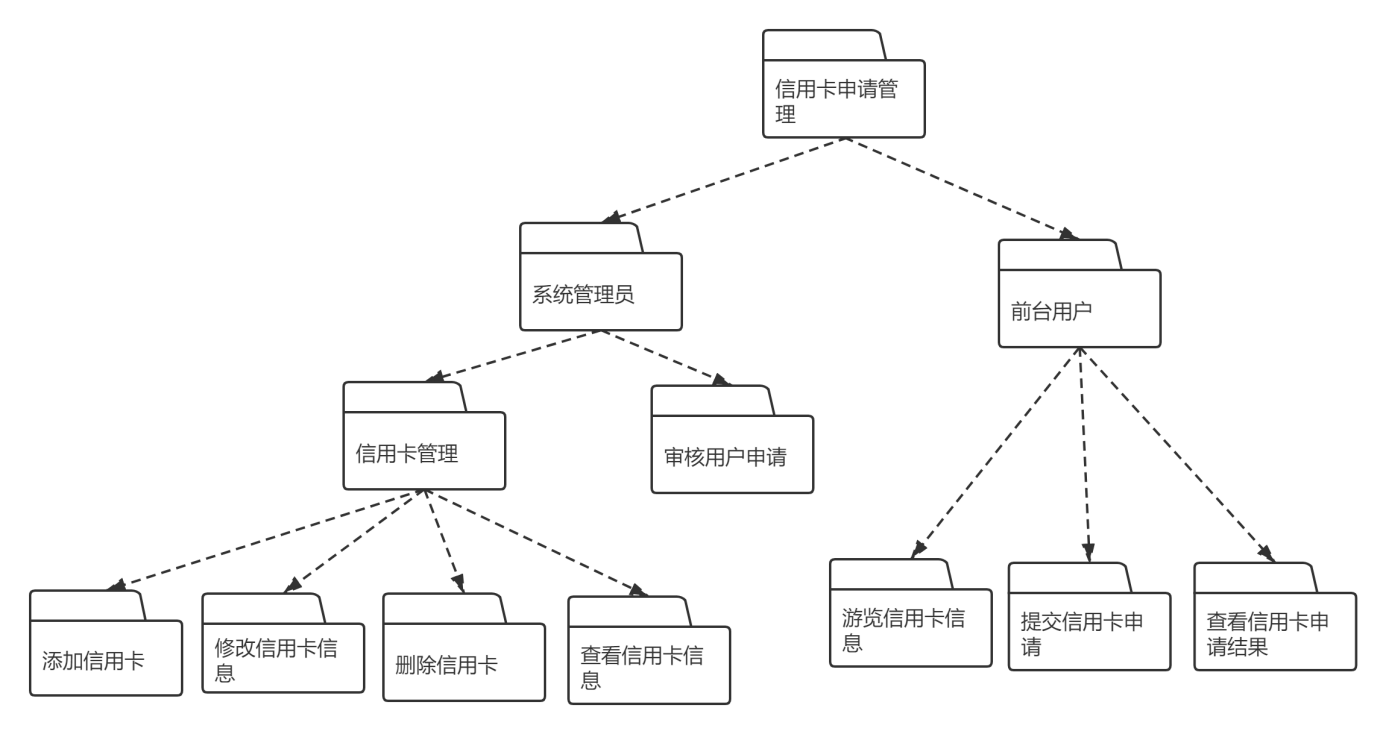 信用卡申请管
理
系统管理员
前台用户
信用卡管理
审核用户申请
添加信用卡
修改信用卡信
息
删除信用卡
查看信用卡信
息
游览信用卡信
息
提交信用卡申
请
查看信用卡申
请结果